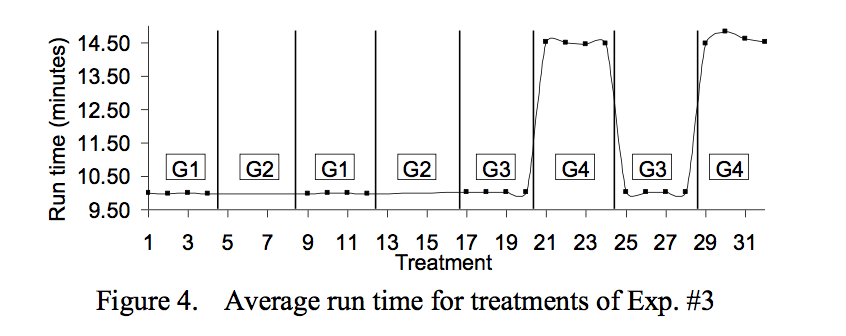 Run time (minutes)
14.50
13.50
12.50
11.50
10.50
9.50
G1 G2 G1 G2 G3 G4 G3 G4
1 3 5 7 9 11 13 15 17 19 21 23 25 27 29 31
Treatment
Figure 4. Average run time for treatments of Exp. #3